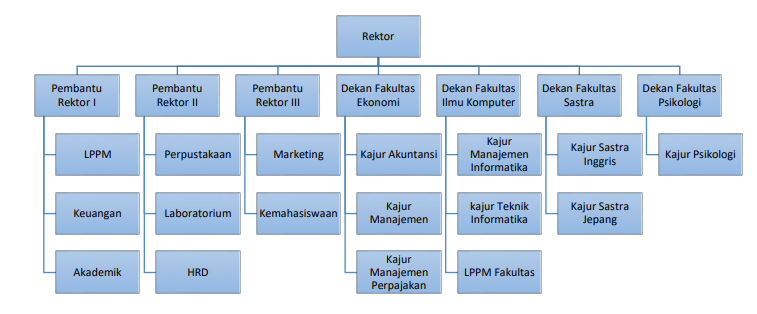 Rektor
Pembantu
Rektor I
Pembantu
Rektor II
Pembantu
Rektor III
Dekan Fakultas
Ekonomi
Dekan Fakultas
Ilmu Komputer
Dekan Fakultas
Sastra
Dekan Fakultas
Psikologi
LPPM
Perpustakaan
Marketing
Kajur Akuntansi
Kajur
Manajemen
Informatika
Kajur Sastra
Inggris
Kajur Psikologi
Keuangan
Laboratorium
Kemahasiswaan
Kajur
Manajemen
kajur Teknik
Informatika
Kajur Sastra
Jepang
Akademik
HRD
Kajur
Manajemen
Perpajakan
LPPM Fakultas